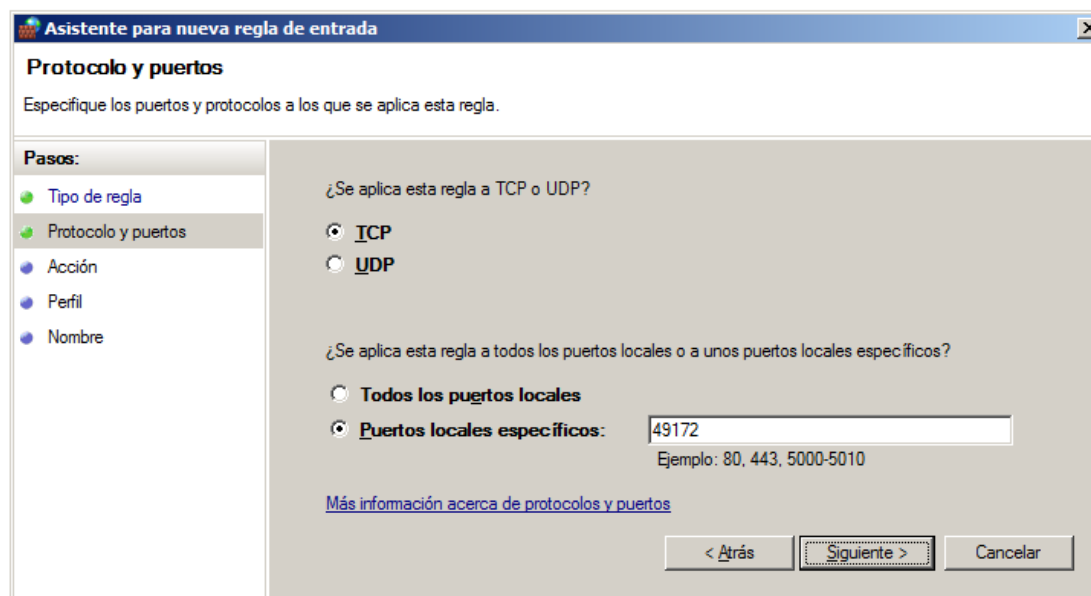 Asistente para nueva regla de entrada
Protocolo y puertos
Especifique los puertos y protocolos a los que se aplica esta regla.
Pasos:
Tipo de regla
Protocolo y puertos
Acción
Perfil
Nombre
¿Se aplica esta regla a TCP o UDP?
TCP
UDP
¿Se aplica esta regla a todos los puertos locales o a unos puertos locales específicos?
Todos los puertos locales
Puertos locales específicos: 49172
Ejemplo: 80, 443, 5000-5010
Más información acerca de protocolos y puertos
< Atrás Siguiente > Cancelar